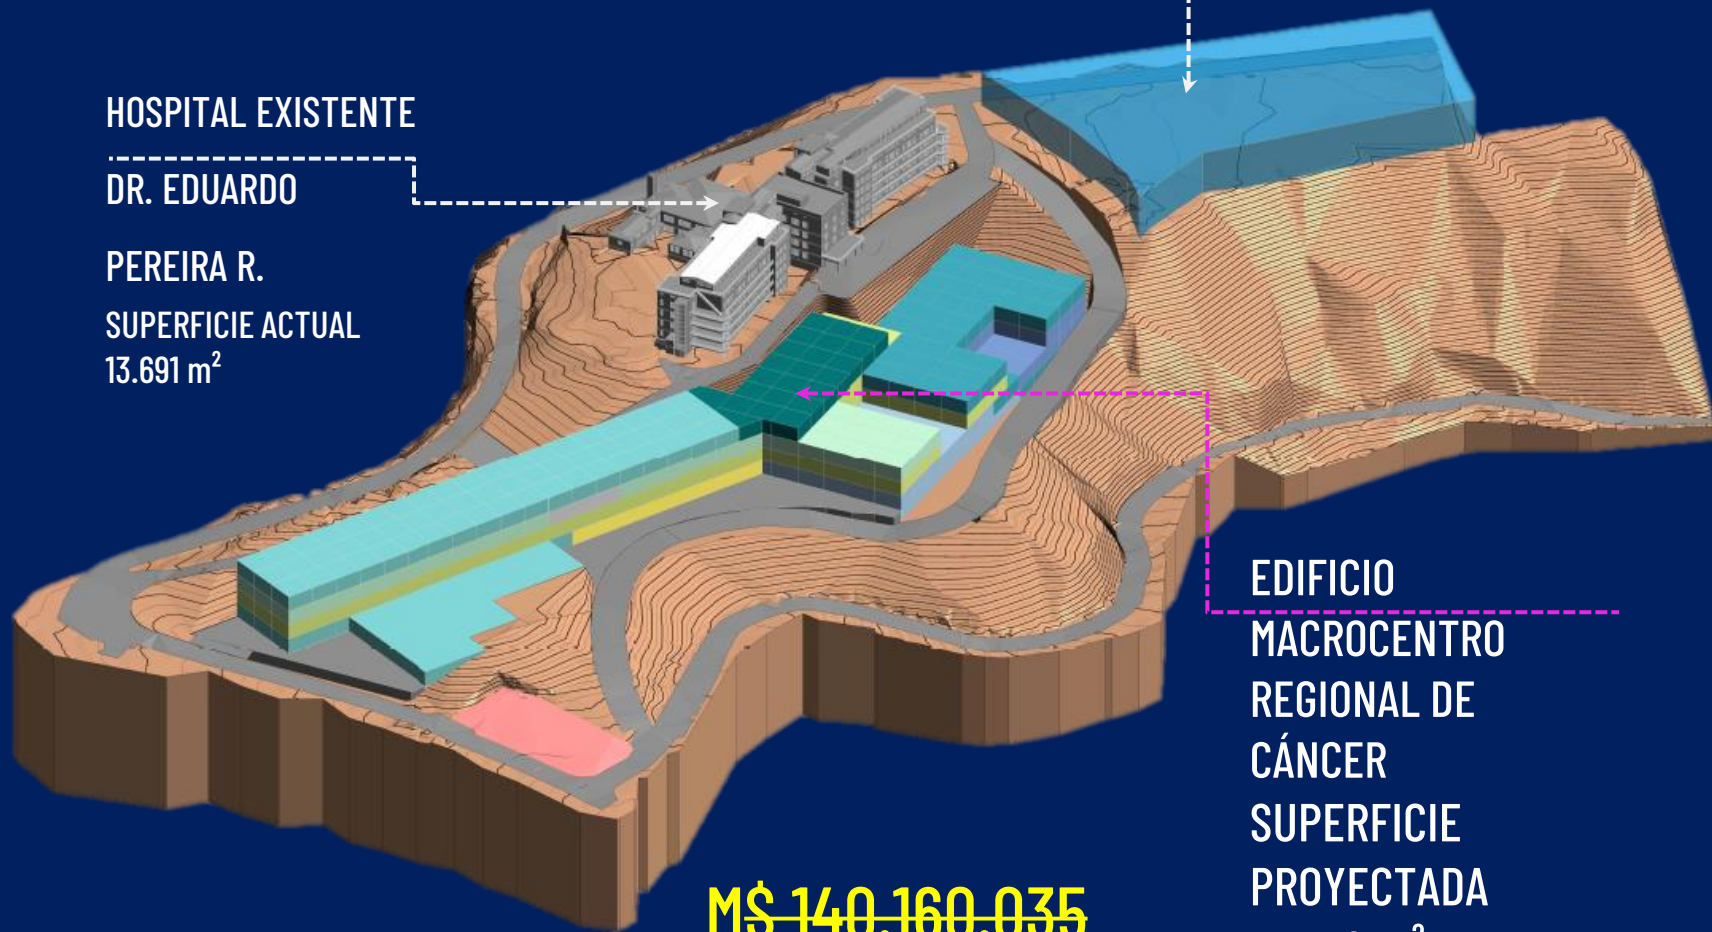 HOSPITAL EXISTENTE
DR. EDUARDO
PEREIRA R.
SUPERFICIE ACTUAL
13.691 m²
EDIFICIO
MACROCENTRO
REGIONAL DE
CÁNCER
SUPERFICIE
PROYECTADA
M$ 140.160.035